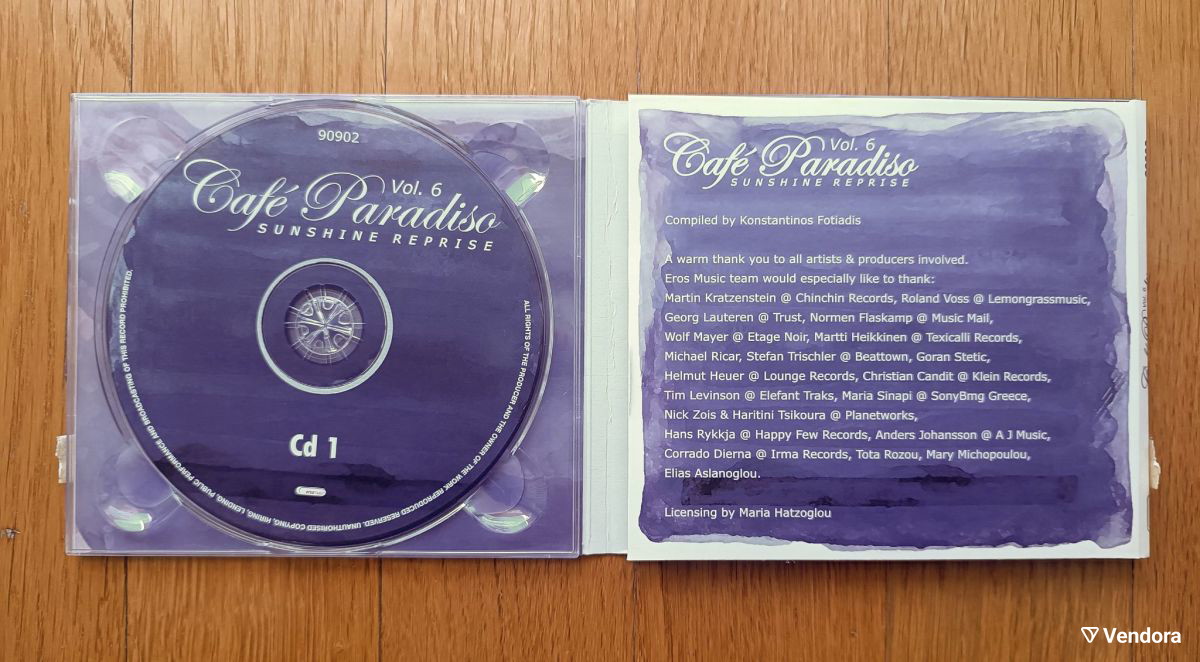 90902
Café Paradiso Vol. 6
SUNSHINE REPRISE
Cd 1
ALL RIGHTS OF THE PRODUCER AND THE OWNER OF THE WORK REPRODUCED RESERVED. UNAUTHORISED COPYING, HIRING, LENDING, PUBLIC PERFORMANCE AND BROADCASTING OF THIS RECORD PROHIBITED.
Café Paradiso Vol. 6
SUNSHINE REPRISE
Compiled by Konstantinos Fotiadis
A warm thank you to all artists & producers involved.
Eros Music team would especially like to thank:
Martin Kratzenstein @ Chinchin Records, Roland Voss @ Lemongrassmusic,
Georg Lauteren @ Trust, Normen Flaskamp @ Music Mail,
Wolf Mayer @ Etage Noir, Martti Heikkinen @ Texicalli Records,
Michael Ricar, Stefan Trischler @ Beattown, Goran Stetic,
Helmut Heuer @ Lounge Records, Christian Candit @ Klein Records,
Tim Levinson @ Elefant Traks, Maria Sinapi @ SonyBmg Greece,
Nick Zois & Haritini Tsikoura @ Planetworks,
Hans Rykkja @ Happy Few Records, Anders Johansson @ A J Music,
Corrado Dierna @ Irma Records, Tota Rozou, Mary Michopoulou,
Elias Aslanoglou.
Licensing by Maria Hatzoglou
Vendora